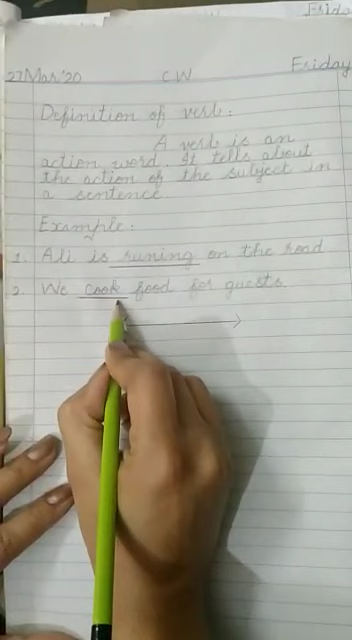 Frida
27 Mar'20 CW Friday
Definition of verb:
A verb is an
action word. It tells about
the action of the subject in
a sentence
Example:
1. Ali is runing on the road
2. We cook food for guests